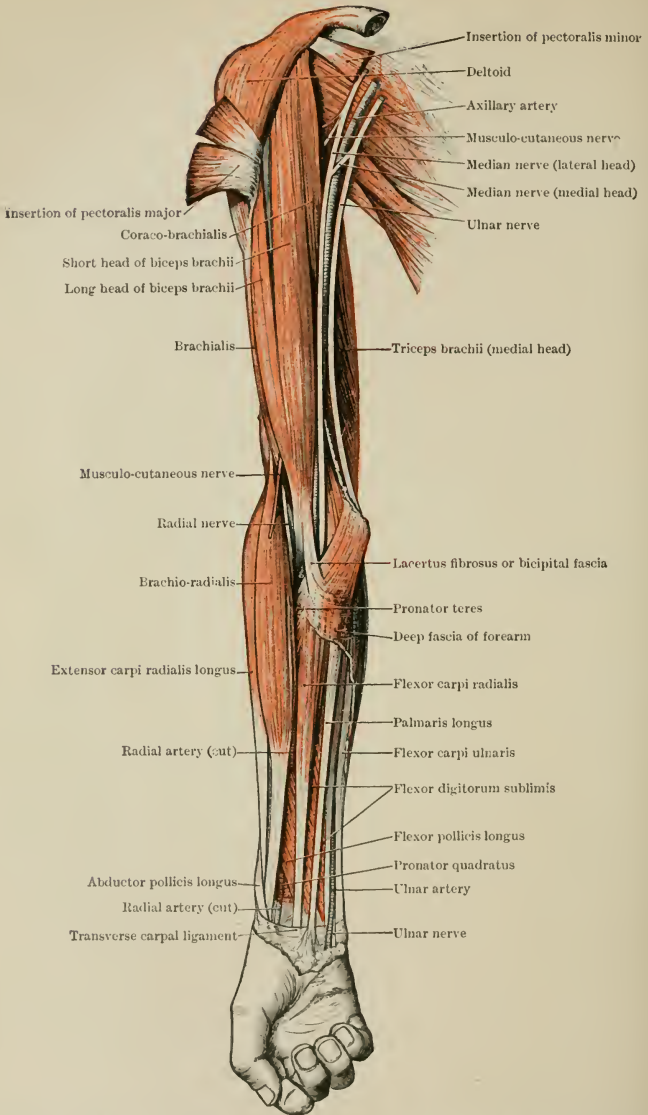 Insertion of pectoralis minor
Deltoid
Axillary artery
Musculo-cutaneous nerve
Median nerve (lateral head)
Median nerve (medial head)
Ulnar nerve
Insertion of pectoralis major
Coraco-brachialis
Short head of biceps brachii
Long head of biceps brachii
Brachialis
Triceps brachii (medial head)
Musculo-cutaneous nerve
Radial nerve
Lacertus fibrosus or bicipital fascia
Brachio-radialis
Pronator teres
Deep fascia of forearm
Extensor carpi radialis longus
Flexor carpi radialis
Palmaris longus
Radial artery (cut)
Flexor carpi ulnaris
Flexor digitorum sublimis
Flexor pollicis longus
Pronator quadratus
Abductor pollicis longus
Ulnar artery
Radial artery (cut)
Transverse carpal ligament
Ulnar nerve